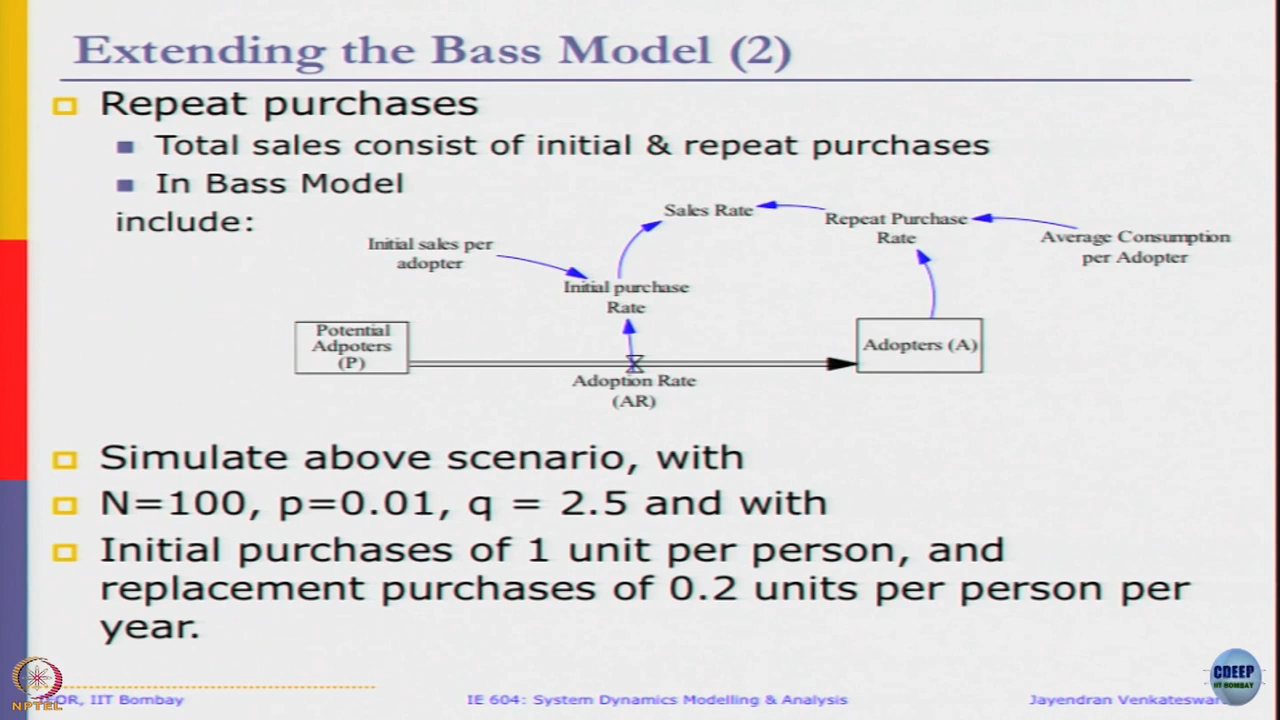 Extending the Bass Model (2)
Repeat purchases
Total sales consist of initial & repeat purchases
In Bass Model
include:
Sales Rate
Repeat Purchase
Rate
Average Consumption
per Adopter
Initial sales per
adopter
Initial purchase
Rate
Potential
Adpoters
(P)
Adopters (A)
Adoption Rate
(AR)
Simulate above scenario, with
N=100, p=0.01, q = 2.5 and with
Initial purchases of 1 unit per person, and
replacement purchases of 0.2 units per person per
year.
IIT Bombay
IE 604: System Dynamics Modelling & Analysis
Jayendran
NPTEL
CDEEP
IIT BOMBAY